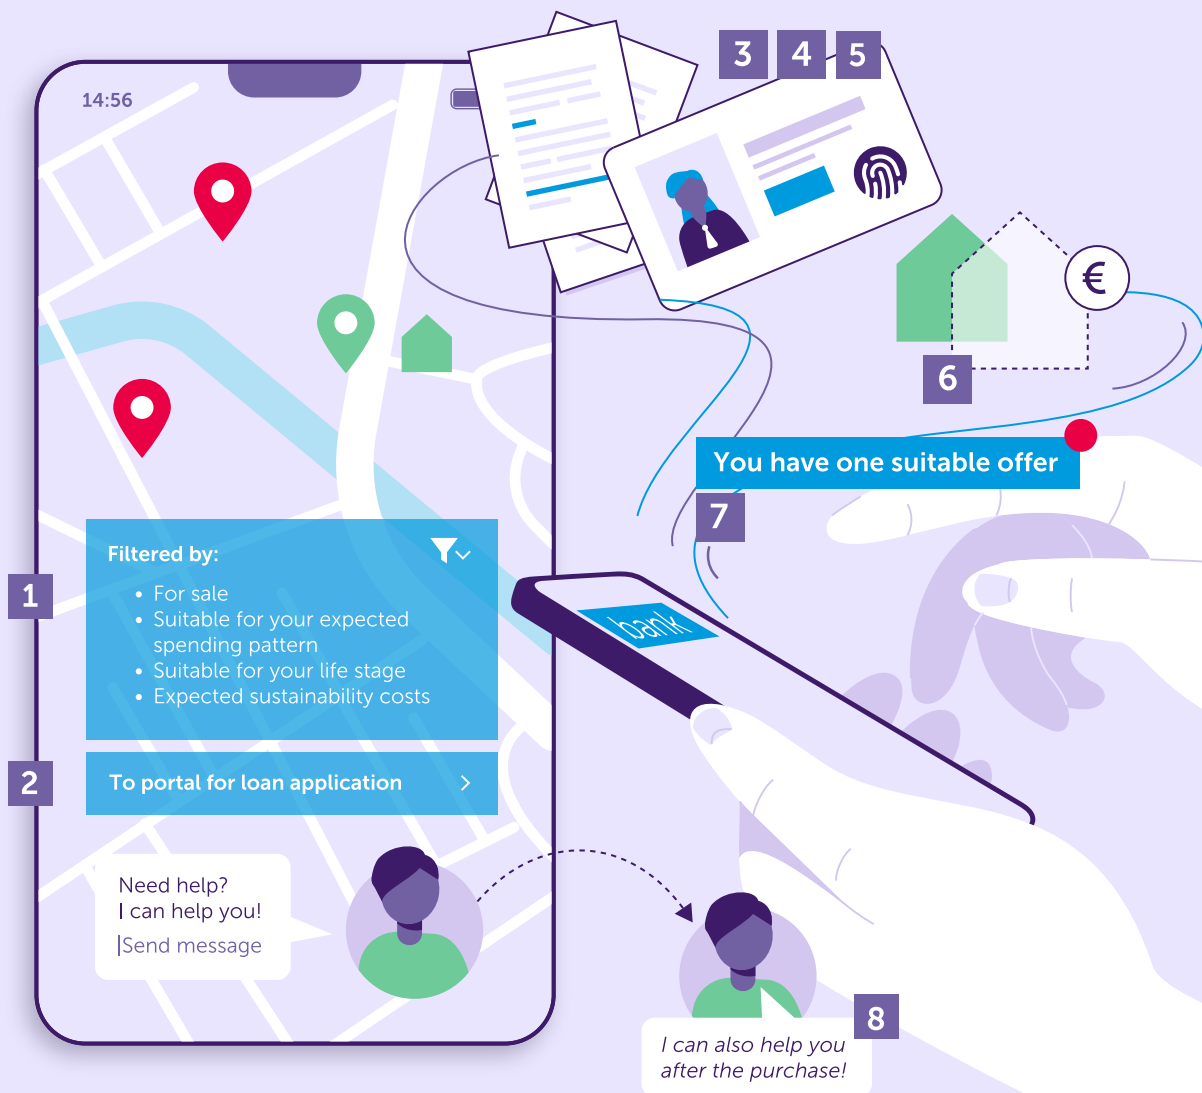 14:56
3
4
5
€
6
You have one suitable offer
7
Filtered by:
1
• For sale
• Suitable for your expected
spending pattern
• Suitable for your life stage
• Expected sustainability costs
bank
2
To portal for loan application
Need help?
I can help you!
Send message
8
I can also help you
after the purchase!